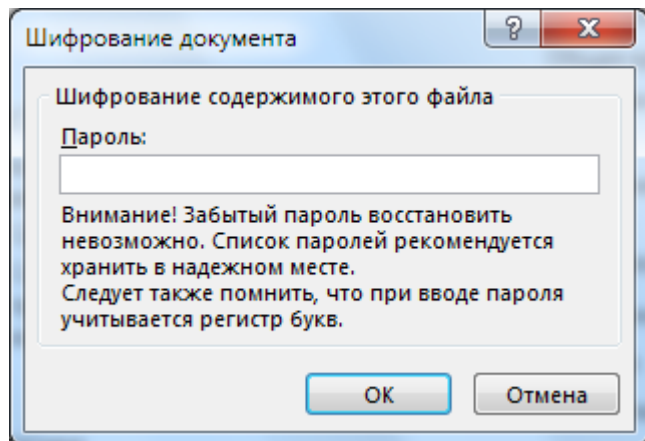 Шифрование документа
Шифрование содержимого этого файла
Пароль:
Внимание! Забытый пароль восстановить
невозможно. Список паролей рекомендуется
хранить в надежном месте.
Следует также помнить, что при вводе пароля
учитывается регистр букв.
ОК
Отмена